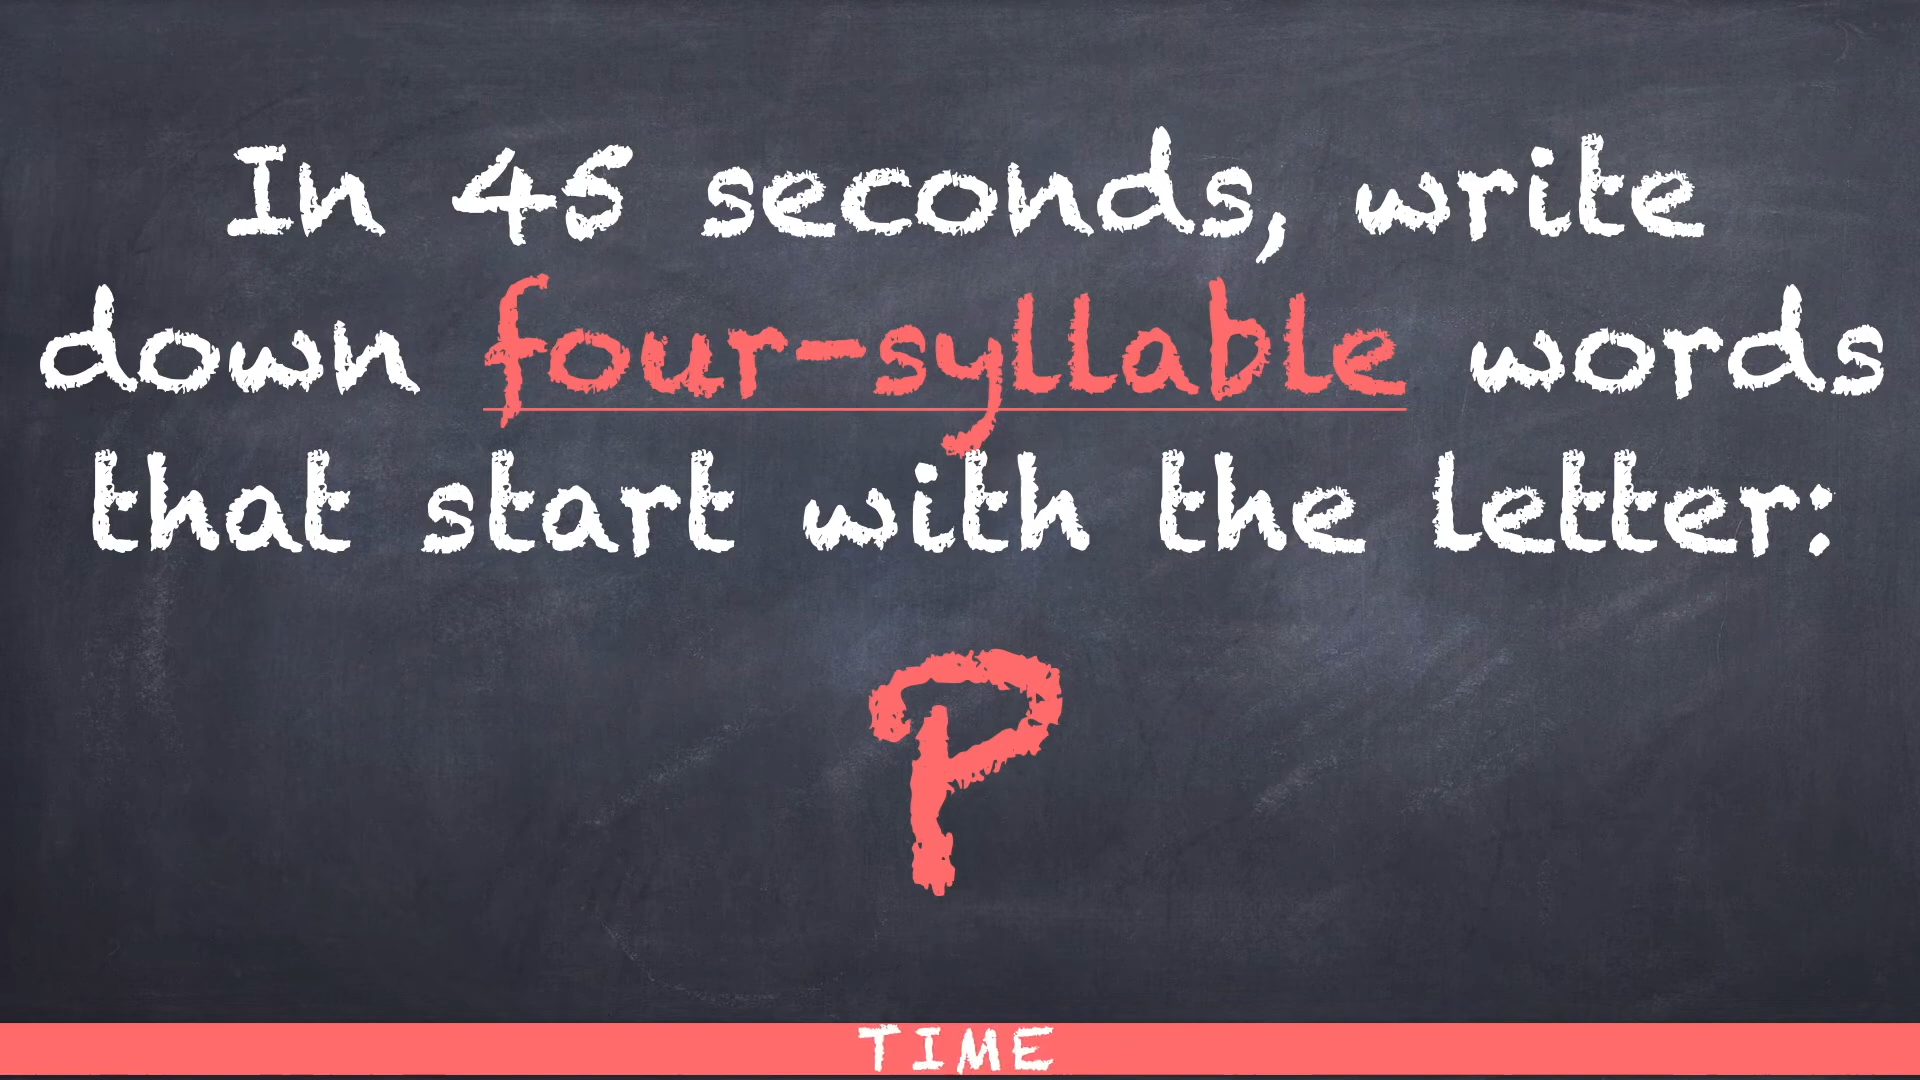 In 45 seconds, write
down four-syllable words
that start with the letter:
P
TIME